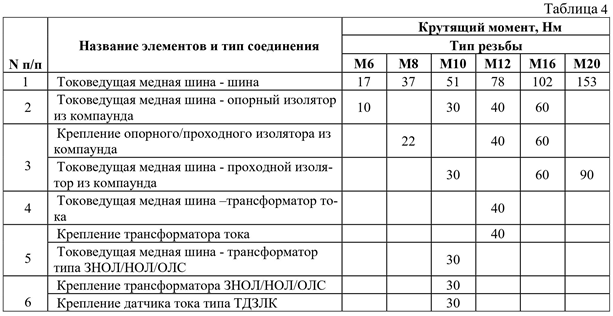 Таблица 4
N п/п Название элементов и тип соединения Крутящий момент, Нм
Тип резьбы
М6 М8 М10 М12 М16 М20
1 Токоведущая медная шина - шина 17 37 51 78 102 153
2 Токоведущая медная шина - опорный изолятор
из компаунда 10 30 40 60
3 Крепление опорного/проходного изолятора из
компаунда 22 40 60
Токоведущая медная шина - проходной изоля-
тор из компаунда 30 60 90
4 Токоведущая медная шина –трансформатор то-
ка 40
5 Крепление трансформатора тока 40
Токоведущая медная шина - трансформатор
типа ЗНОЛ/НОЛ/ОЛС 30
6 Крепление трансформатора ЗНОЛ/НОЛ/ОЛС 30
Крепление датчика тока типа ТДЗЛК 30